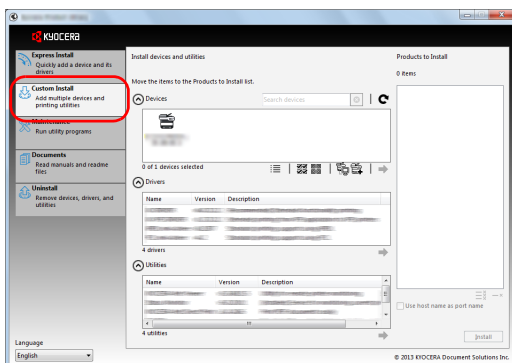 KYOCERA
Express Install
Quickly add a device and its
drivers
Custom Install
Add multiple devices and
printing utilities
Maintenance
Run utility programs
Documents
Read manuals and readme
files
Uninstall
Remove devices, drivers, and
utilities
Language
English
Install devices and utilities
Move the items to the Products to Install list.
Devices
Search devices
0 of 1 devices selected
Drivers
Name Version Description
4 drivers
Utilities
Name Version Description
4 utilities
Products to Install
0 items
Use host name as port name
Install
© 2013 KYOCERA Document Solutions Inc.